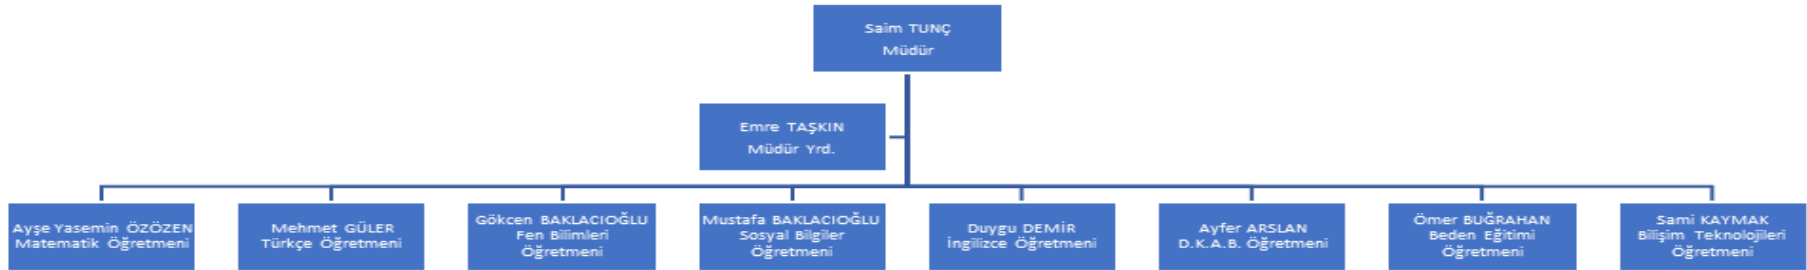 Saim TUNÇ
Müdür
Emre TAŞKIN
Müdür Yrd.
Ayşe Yasemin ÖZÖZEN
Matematik Öğretmeni
Mehmet GÜLER
Türkçe Öğretmeni
Gökcen BAKLACIOĞLU
Fen Bilimleri
Öğretmeni
Mustafa BAKLACIOĞLU
Sosyal Bilgiler
Öğretmeni
Duygu DEMİR
İngilizce Öğretmeni
Ayfer ARSLAN
D.K.A.B. Öğretmeni
Ömer BUĞRAHAN
Beden Eğitimi
Öğretmeni
Sami KAYMAK
Bilişim Teknolojileri
Öğretmeni